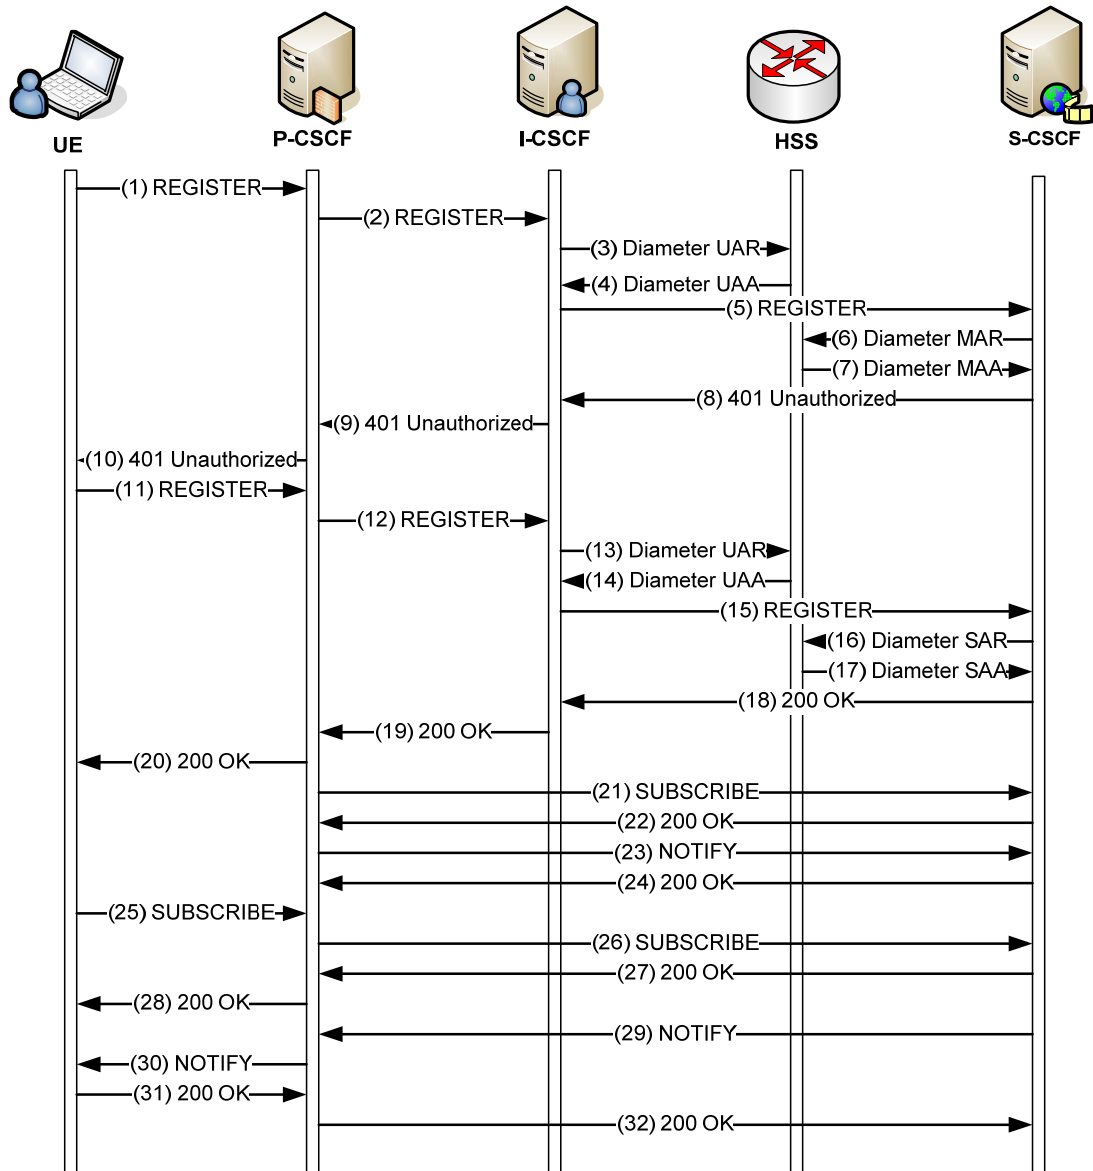 UE
P-CSCF
I-CSCF
HSS
S-CSCF
(1) REGISTER
(2) REGISTER
(3) Diameter UAR
(4) Diameter UAA
(5) REGISTER
(6) Diameter MAR
(7) Diameter MAA
(8) 401 Unauthorized
(9) 401 Unauthorized
(10) 401 Unauthorized
(11) REGISTER
(12) REGISTER
(13) Diameter UAR
(14) Diameter UAA
(15) REGISTER
(16) Diameter SAR
(17) Diameter SAA
(18) 200 OK
(19) 200 OK
(20) 200 OK
(21) SUBSCRIBE
(22) 200 OK
(23) NOTIFY
(24) 200 OK
(25) SUBSCRIBE
(26) SUBSCRIBE
(27) 200 OK
(28) 200 OK
(29) NOTIFY
(30) NOTIFY
(31) 200 OK
(32) 200 OK